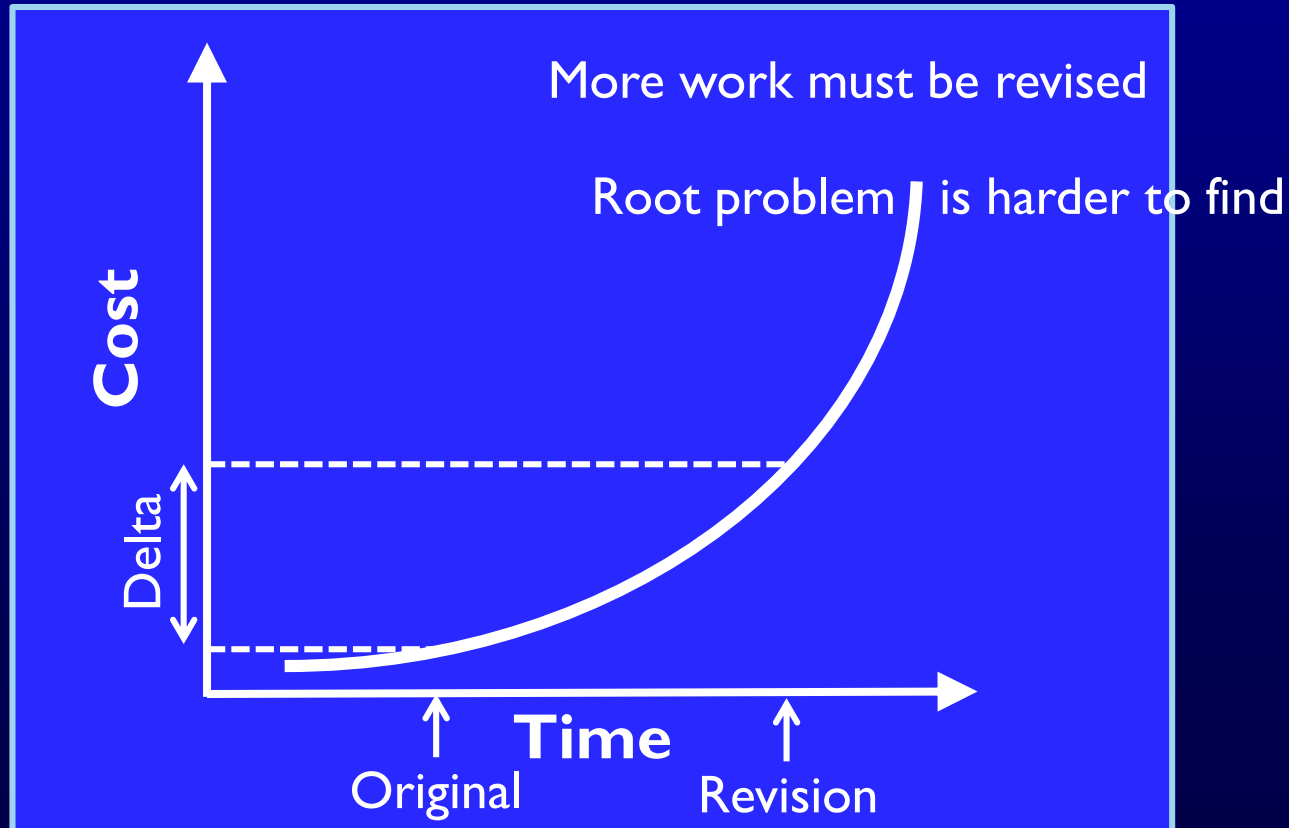 More work must be revised
Root problem is harder to find
Cost
Delta
Time
Original
Revision